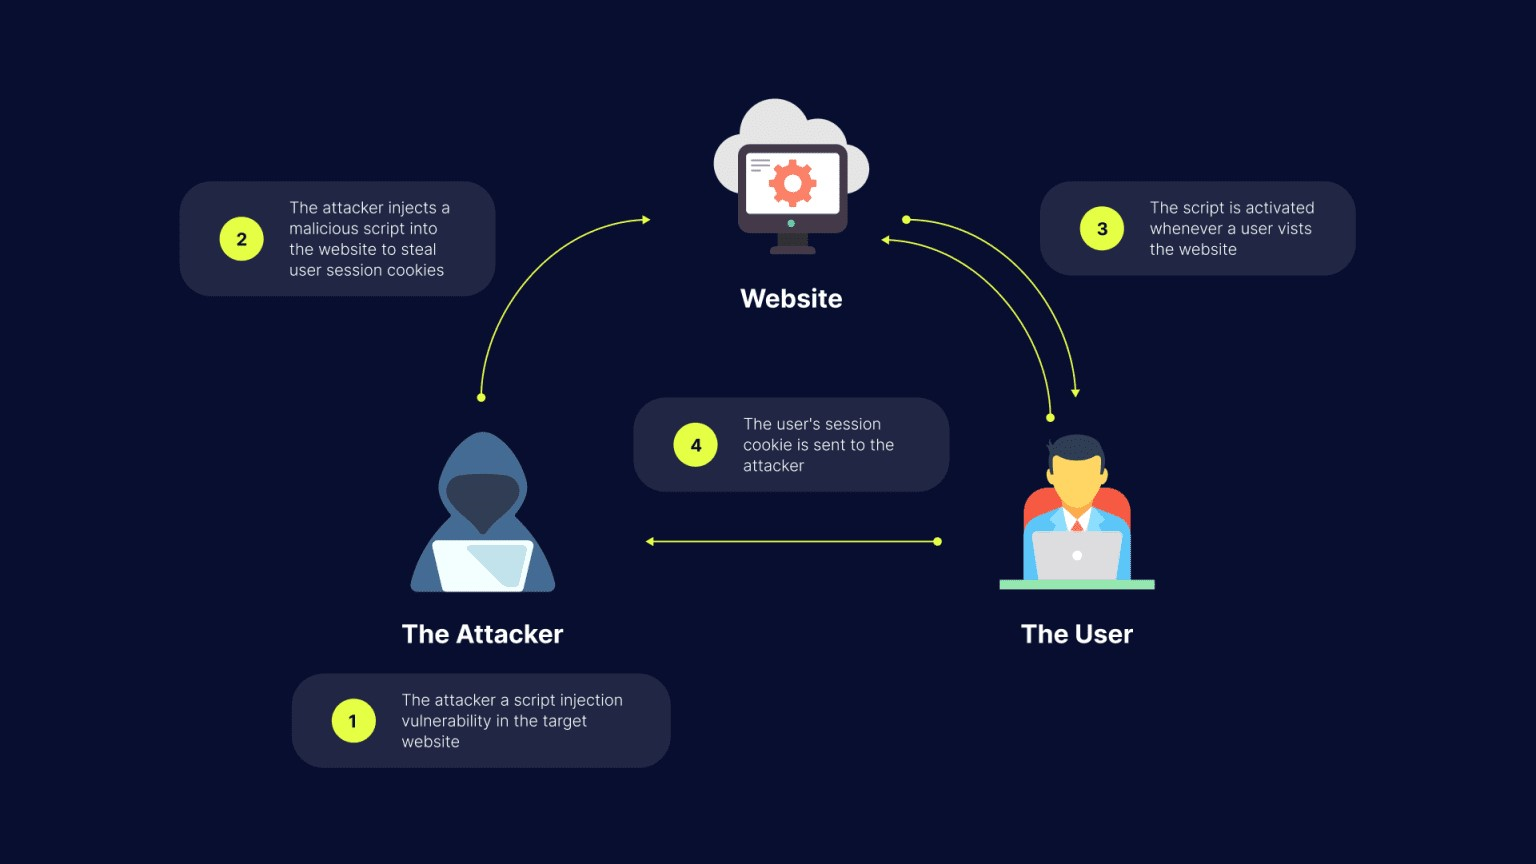 2
The attacker injects a
malicious script into
the website to steal
user session cookies
Website
3
The script is activated
whenever a user vists
the website
4
The user's session
cookie is sent to the
attacker
The Attacker
The User
1
The attacker a script injection
vulnerability in the target
website